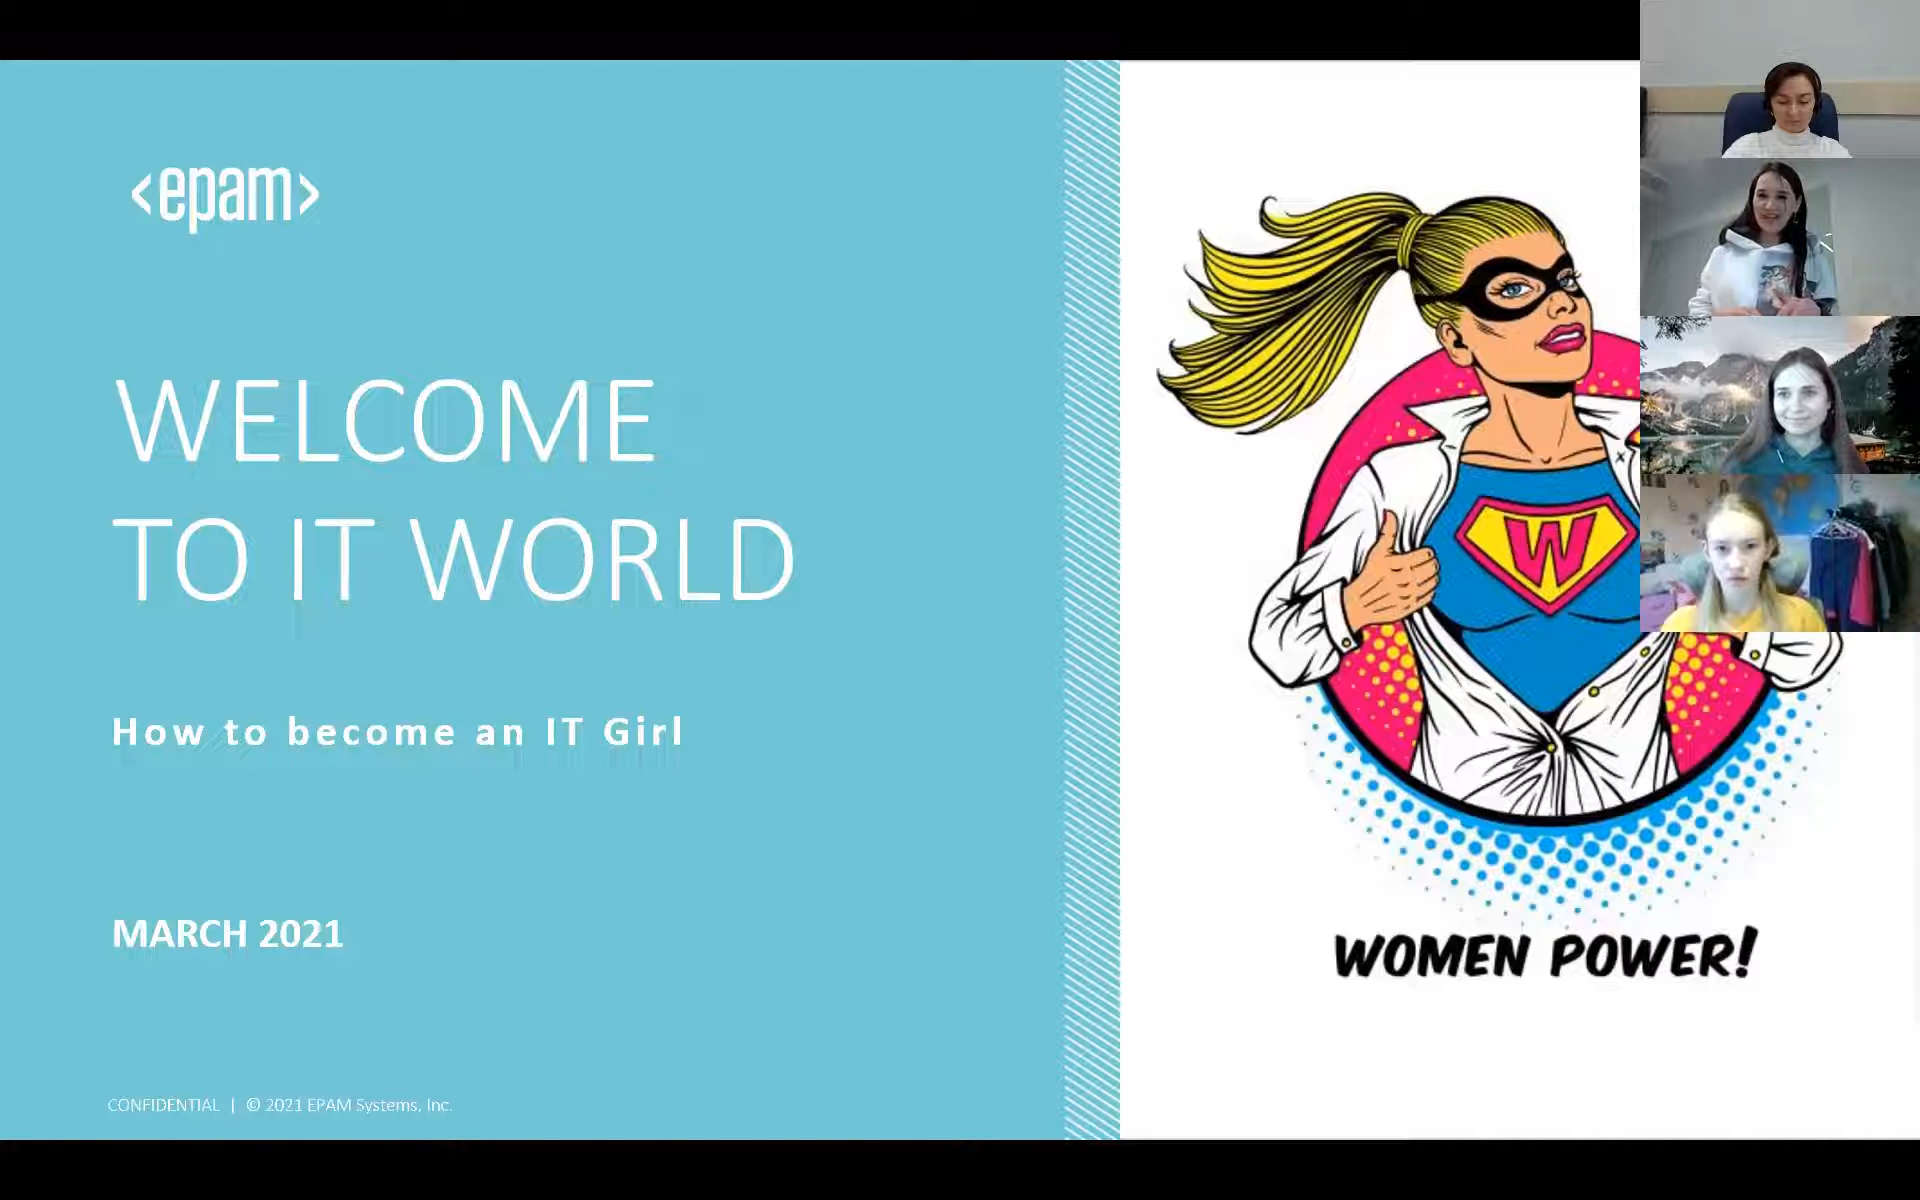 <epam>
WELCOME
TO IT WORLD
How to become an IT Girl
MARCH 2021
CONFIDENTIAL | © 2021 EPAM Systems, Inc.
W
WOMEN POWER!